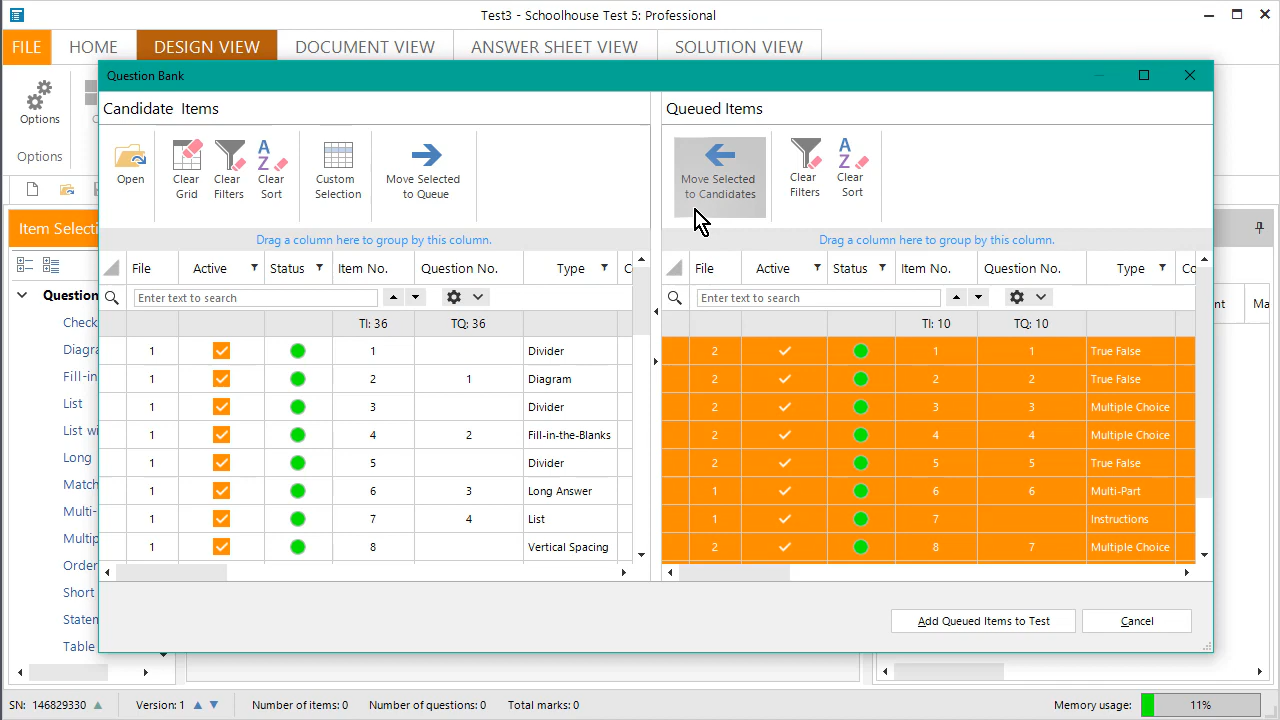 Test3 - Schoolhouse Test 5: Professional
FILE HOME DESIGN VIEW DOCUMENT VIEW ANSWER SHEET VIEW SOLUTION VIEW
Question Bank
Options
Options
Item Selecti
Question
Check
Diagra
Fill-in
List
List wi
Long
Match
Multi-
Multip
Order
Short
Statem
Table
Candidate Items
Open
Clear Grid
Clear Filters
Clear Sort
Custom Selection
Move Selected to Queue
Drag a column here to group by this column.
File Active Status Item No. Question No. Type C
Enter text to search
TI: 36 TQ: 36
1 1 Divider
1 2 1 Diagram
1 3 Divider
1 4 2 Fill-in-the-Blanks
1 5 Divider
1 6 3 Long Answer
1 7 4 List
1 8 Vertical Spacing
Queued Items
Move Selected to Candidates
Clear Filters
Clear Sort
Drag a column here to group by this column.
File Active Status Item No. Question No. Type Co
Enter text to search
TI: 10 TQ: 10
2 1 1 True False
2 2 2 True False
2 3 3 Multiple Choice
2 4 4 Multiple Choice
2 5 5 True False
1 6 6 Multi-Part
1 7 Instructions
2 8 7 Multiple Choice
nt Ma
Add Queued Items to Test Cancel
SN: 146829330 Version: 1 Number of items: 0 Number of questions: 0 Total marks: 0 Memory usage: 11%